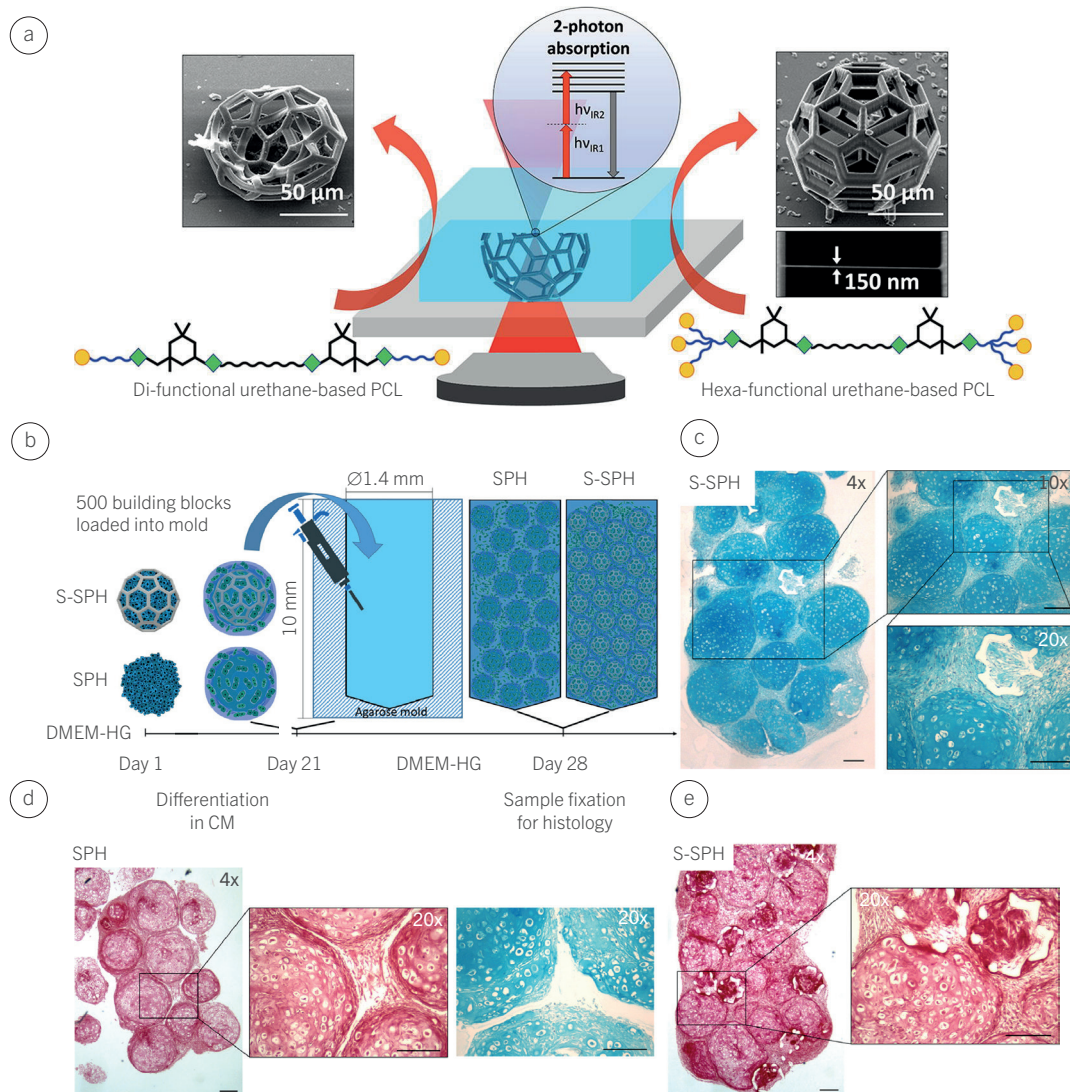 a
2-photon
absorption
hνIR2
hνIR1
50 μm
50 μm
150 nm
Di-functional urethane-based PCL
Hexa-functional urethane-based PCL
b
500 building blocks
loaded into mold
S-SPH
SPH
Ø1.4 mm
10 mm
Agarose mold
SPH
S-SPH
DMEM-HG
Day 1
Day 21
DMEM-HG
Day 28
Differentiation
in CM
Sample fixation
for histology
c
S-SPH
4x
10x
20x
d
SPH
4x
20x
20x
e
S-SPH
4x
20x